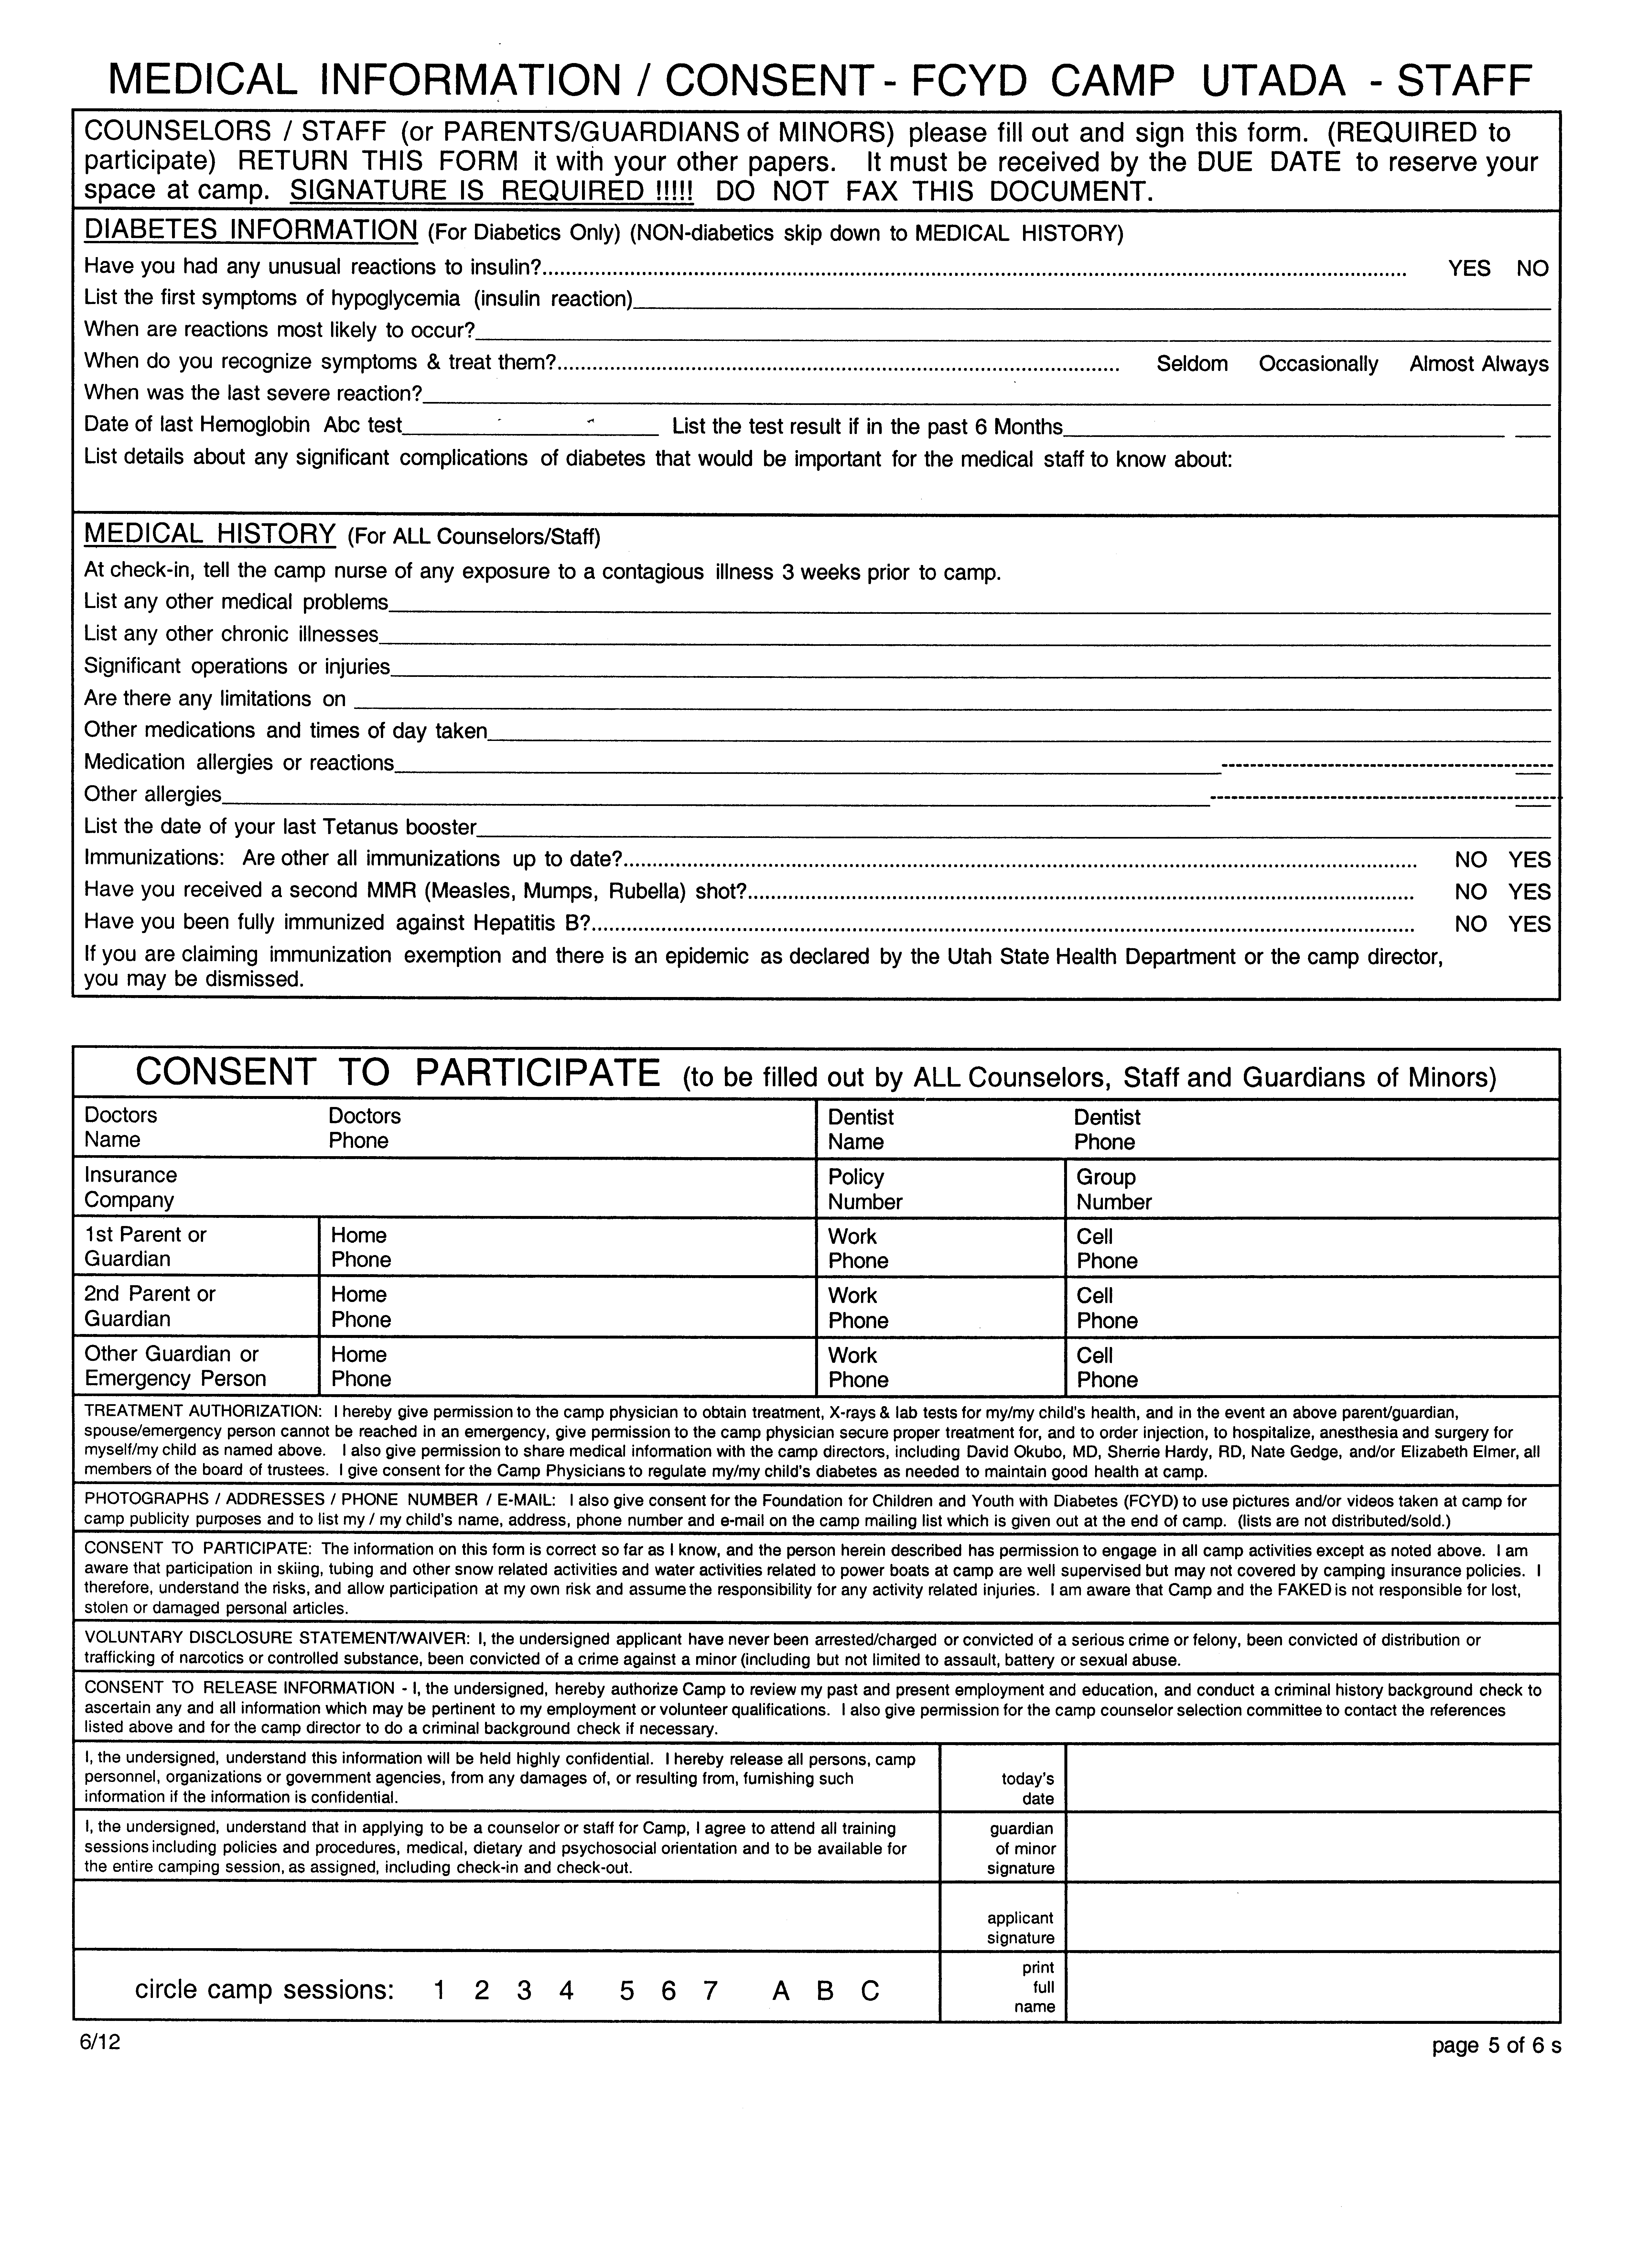 MEDICAL INFORMATION / CONSENT - FCYD CAMP UTADA - STAFF
COUNSELORS / STAFF (or PARENTS/GUARDIANS of MINORS) please fill out and sign this form. (REQUIRED to
participate) RETURN THIS FORM it with your other papers. It must be received by the DUE DATE to reserve your
space at camp. SIGNATURE IS REQUIRED !!!!! DO NOT FAX THIS DOCUMENT.
DIABETES INFORMATION (For Diabetics Only) (NON-diabetics skip down to MEDICAL HISTORY)
Have you had any unusual reactions to insulin?.......... YES NO
List the first symptoms of hypoglycemia (insulin reaction)
When are reactions most likely to occur?
When do you recognize symptoms & treat them?.......... Seldom Occasionally Almost Always
When was the last severe reaction?
Date of last Hemoglobin Abc test__________ List the test result if in the past 6 Months
List details about any significant complications of diabetes that would be important for the medical staff to know about:
MEDICAL HISTORY (For ALL Counselors/Staff)
At check-in, tell the camp nurse of any exposure to a contagious illness 3 weeks prior to camp.
List any other medical problems
List any other chronic illnesses
Significant operations or injuries
Are there any limitations on
Other medications and times of day taken
Medication allergies or reactions
Other allergies
List the date of your last Tetanus booster
Immunizations: Are other all immunizations up to date?.......... NO YES
Have you received a second MMR (Measles, Mumps, Rubella) shot?.......... NO YES
Have you been fully immunized against Hepatitis B?.......... NO YES
If you are claiming immunization exemption and there is an epidemic as declared by the Utah State Health Department or the camp director,
you may be dismissed.
CONSENT TO PARTICIPATE (to be filled out by ALL Counselors, Staff and Guardians of Minors)
Doctors Doctors Dentist Dentist
Name Phone Name Phone
Insurance Policy Group
Company Number Number
1st Parent or Home Work Cell
Guardian Phone Phone Phone
2nd Parent or Home Work Cell
Guardian Phone Phone Phone
Other Guardian or Home Work Cell
Emergency Person Phone Phone Phone
TREATMENT AUTHORIZATION: I hereby give permission to the camp physician to obtain treatment, X-rays & lab tests for my/my child's health, and in the event an above parent/guardian,
spouse/emergency person cannot be reached in an emergency, give permission to the camp physician secure proper treatment for, and to order injection, to hospitalize, anesthesia and surgery for
myself/my child as named above. I also give permission to share medical information with the camp directors, including David Okubo, MD, Sherrie Hardy, RD, Nate Gedge, and/or Elizabeth Elmer, all
members of the board of trustees. I give consent for the Camp Physicians to regulate my/my child's diabetes as needed to maintain good health at camp.
PHOTOGRAPHS / ADDRESSES / PHONE NUMBER / E-MAIL: I also give consent for the Foundation for Children and Youth with Diabetes (FCYD) to use pictures and/or videos taken at camp for
camp publicity purposes and to list my / my child's name, address, phone number and e-mail on the camp mailing list which is given out at the end of camp. (lists are not distributed/sold.)
CONSENT TO PARTICIPATE: The information on this form is correct so far as I know, and the person herein described has permission to engage in all camp activities except as noted above. I am
aware that participation in skiing, tubing and other snow related activities and water activities related to power boats at camp are well supervised but may not covered by camping insurance policies. I
therefore, understand the risks, and allow participation at my own risk and assume the responsibility for any activity related injuries. I am aware that Camp and the FAKED is not responsible for lost,
stolen or damaged personal articles.
VOLUNTARY DISCLOSURE STATEMENT/WAIVER: I, the undersigned applicant have never been arrested/charged or convicted of a serious crime or felony, been convicted of distribution or
trafficking of narcotics or controlled substance, been convicted of a crime against a minor (including but not limited to assault, battery or sexual abuse.
CONSENT TO RELEASE INFORMATION - I, the undersigned, hereby authorize Camp to review my past and present employment and education, and conduct a criminal history background check to
ascertain any and all information which may be pertinent to my employment or volunteer qualifications. I also give permission for the camp counselor selection committee to contact the references
listed above and for the camp director to do a criminal background check if necessary.
I, the undersigned, understand this information will be held highly confidential. I hereby release all persons, camp
personnel, organizations or government agencies, from any damages of, or resulting from, furnishing such
information if the information is confidential.
today's
date
I, the undersigned, understand that in applying to be a counselor or staff for Camp, I agree to attend all training
sessions including policies and procedures, medical, dietary and psychosocial orientation and to be available for
the entire camping session, as assigned, including check-in and check-out.
guardian
of minor
signature
applicant
signature
circle camp sessions: 1 2 3 4 5 6 7 A B C
print
full
name
6/12 page 5 of 6 s